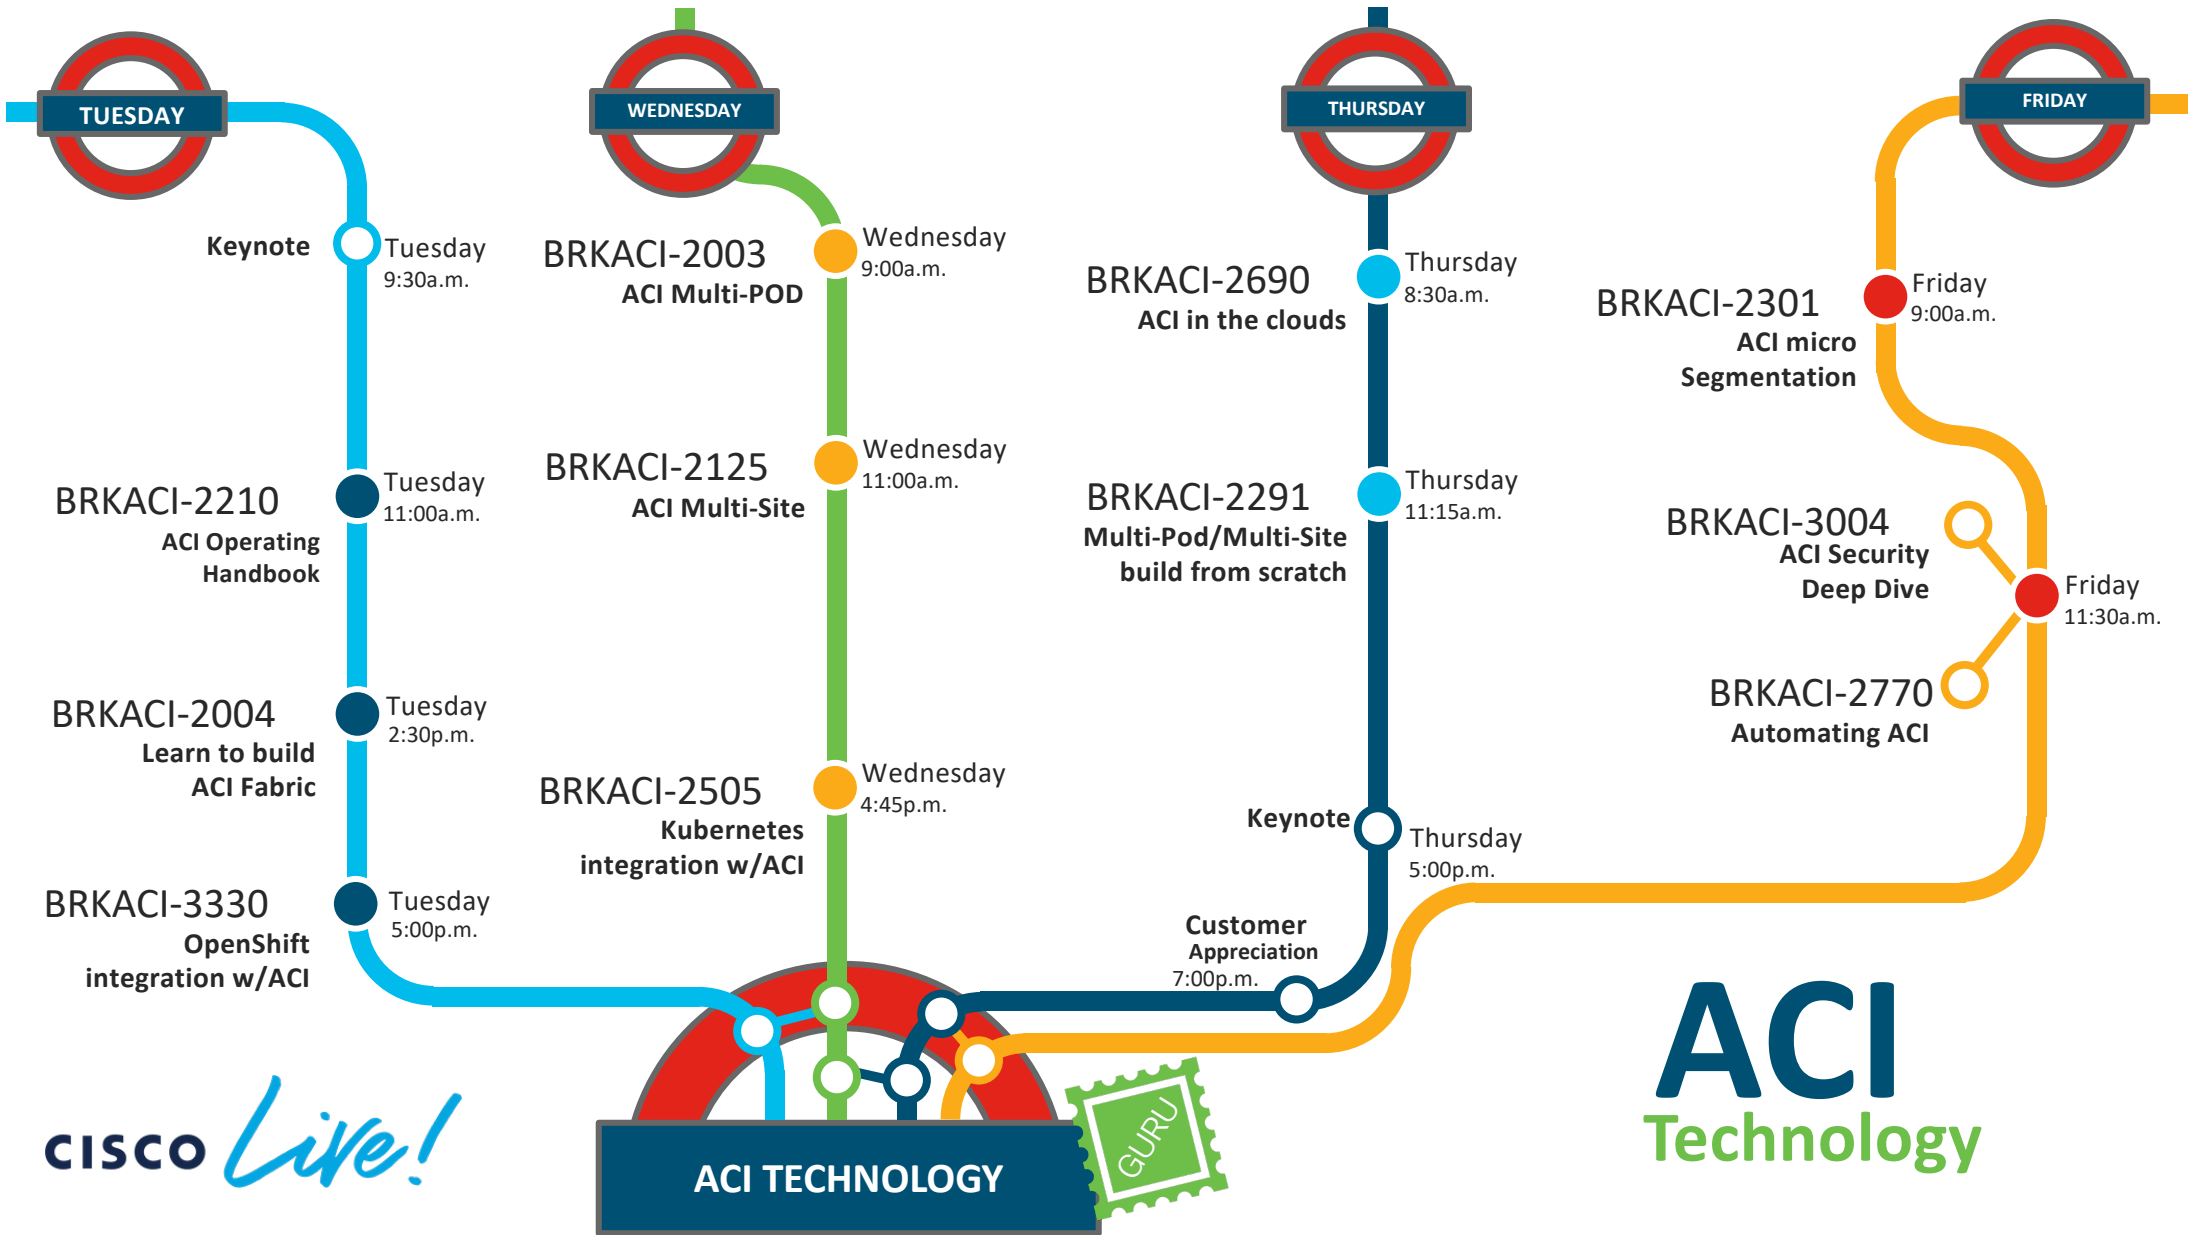 TUESDAY
Keynote
Tuesday
9:30a.m.
BRKACI-2210
ACI Operating
Handbook
Tuesday
11:00a.m.
BRKACI-2004
Learn to build
ACI Fabric
Tuesday
2:30p.m.
BRKACI-3330
OpenShift
integration w/ACI
Tuesday
5:00p.m.
WEDNESDAY
BRKACI-2003
ACI Multi-POD
Wednesday
9:00a.m.
BRKACI-2125
ACI Multi-Site
Wednesday
11:00a.m.
BRKACI-2505
Kubernetes
integration w/ACI
Wednesday
4:45p.m.
THURSDAY
BRKACI-2690
ACI in the clouds
Thursday
8:30a.m.
BRKACI-2291
Multi-Pod/Multi-Site
build from scratch
Thursday
11:15a.m.
Keynote
Thursday
5:00p.m.
Customer
Appreciation
7:00p.m.
FRIDAY
BRKACI-2301
ACI micro
Segmentation
Friday
9:00a.m.
BRKACI-3004
ACI Security
Deep Dive
Friday
11:30a.m.
BRKACI-2770
Automating ACI
CISCO Live!
ACI TECHNOLOGY
GURU
ACI
Technology